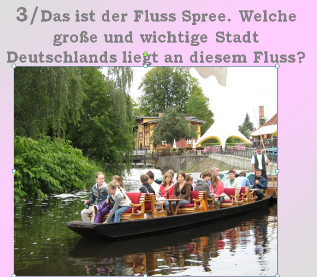 3/Das ist der Fluss Spree. Welche
große und wichtige Stadt
Deutschlands liegt an diesem Fluss?